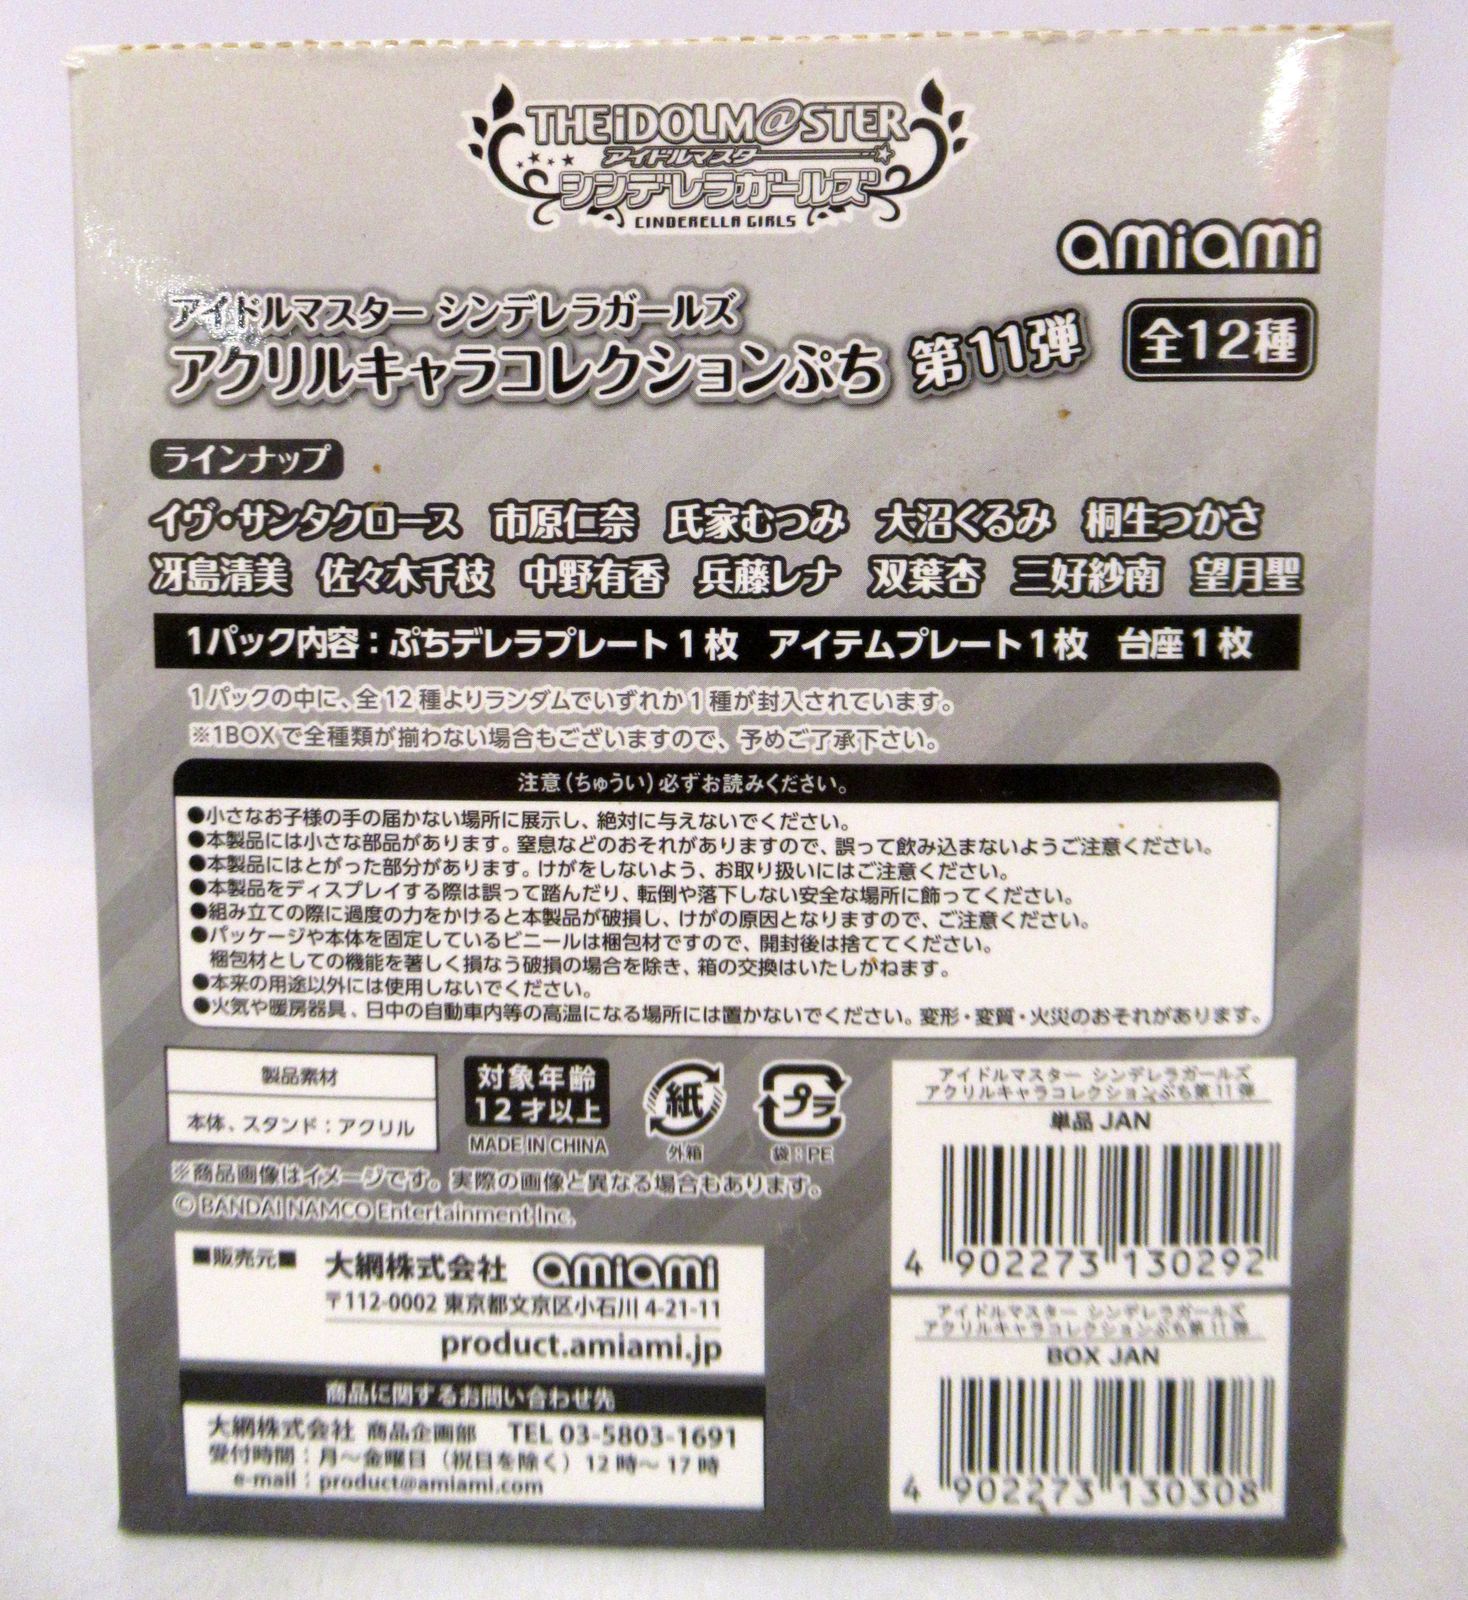 THE iDOLM@STER
アイドルマスター
シンデレラガールズ
CINDERELLA GIRLS
amiami
アイドルマスター シンデレラガールズ
アクリルキャラコレクションぷち 第11弾 全12種
ラインナップ
イヴ・サンタクロース 市原仁奈 氏家むつみ 大沼くるみ 桐生つかさ
冴島清美 佐々木千枝 中野有香 兵藤レナ 双葉杏 三好紗南 望月聖
1パック内容：ぷちデレラプレート1枚 アイテムプレート1枚 台座1枚
1パックの中に、全12種よりランダムでいずれか1種が封入されています。
※1BOXで全種類が揃わない場合もございますので、予めご了承下さい。
注意（ちゅうい）必ずお読みください。
●小さなお子様の手の届かない場所に展示し、絶対に与えないでください。
●本製品には小さな部品があります。窒息などのおそれがありますので、誤って飲み込まないようご注意ください。
●本製品にはとがった部分があります。けがをしないよう、お取り扱いにはご注意ください。
●本製品をディスプレイする際は誤って踏んだり、転倒や落下しない安全な場所に飾ってください。
●組み立ての際に過度の力をかけると本製品が破損し、けがの原因となりますので、ご注意ください。
●パッケージや本体を固定しているビニールは梱包材ですので、開封後は捨ててください。
梱包材としての機能を著しく損なう破損の場合を除き、箱の交換はいたしかねます。
●本来の用途以外には使用しないでください。
●火気や暖房器具、日中の自動車内等の高温になる場所には置かないでください。変形・変質・火災のおそれがあります。
製品素材
本体、スタンド：アクリル
対象年齢
12才以上
MADE IN CHINA
紙
外箱
プラ
袋：PE
※商品画像はイメージです。実際の画像と異なる場合もあります。
© BANDAI NAMCO Entertainment Inc.
■販売元■ 大網株式会社 amiami
〒112-0002 東京都文京区小石川 4-21-11
product.amiami.jp
商品に関するお問い合わせ先
大網株式会社 商品企画部 TEL 03-5803-1691
受付時間：月～金曜日（祝日を除く）12時～17時
e-mail：product@amiami.com
アイドルマスター シンデレラガールズ
アクリルキャラコレクションぷち第11弾
単品 JAN
4 902273 130292
アイドルマスター シンデレラガールズ
アクリルキャラコレクションぷち第11弾
BOX JAN
4 902273 130308